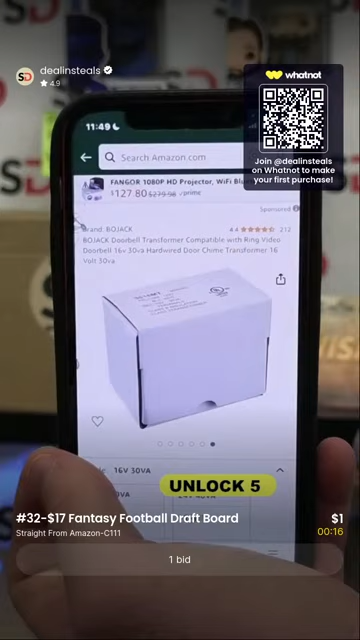 dealinsteals
4.9
whatnot
Join @dealinsteals
on Whatnot to make
your first purchase!
11:49
Search Amazon.com
FANGOR 1080P HD Projector, WiFi
$127.80 $279.98 prime
Sponsored
Brand: BOJACK
4.4 212
BOJACK Doorbell Transformer Compatible with Ring Video
Doorbell 16v 30va Hardwired Door Chime Transformer 16
Volt 30va
16V 30VA
UNLOCK 5
#32-$17 Fantasy Football Draft Board
$1
Straight From Amazon-C111
00:16
1 bid